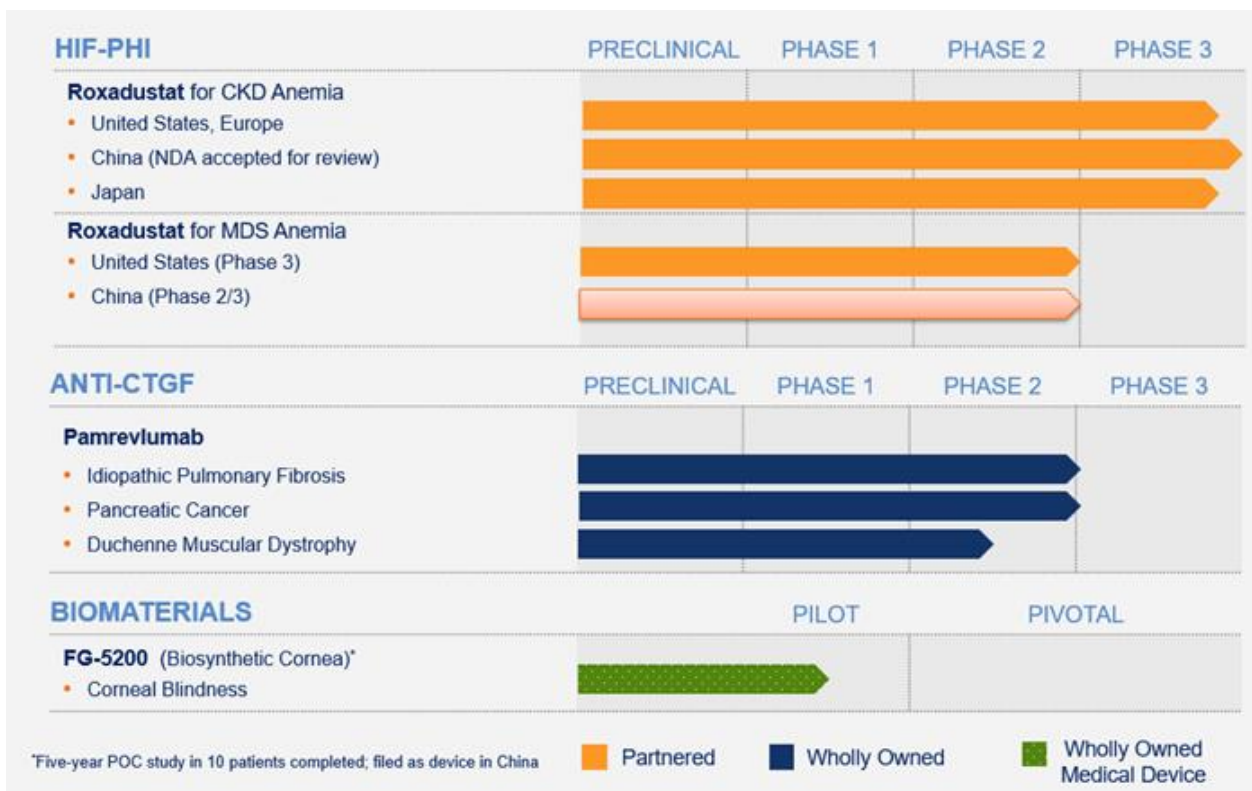 HIF-PHI PRECLINICAL PHASE 1 PHASE 2 PHASE 3
Roxadustat for CKD Anemia
• United States, Europe
• China (NDA accepted for review)
• Japan
Roxadustat for MDS Anemia
• United States (Phase 3)
• China (Phase 2/3)
ANTI-CTGF PRECLINICAL PHASE 1 PHASE 2 PHASE 3
Pamrevlumab
• Idiopathic Pulmonary Fibrosis
• Pancreatic Cancer
• Duchenne Muscular Dystrophy
BIOMATERIALS PILOT PIVOTAL
FG-5200 (Biosynthetic Cornea)*
• Corneal Blindness
*Five-year POC study in 10 patients completed; filed as device in China
Partnered
Wholly Owned
Wholly Owned
Medical Device